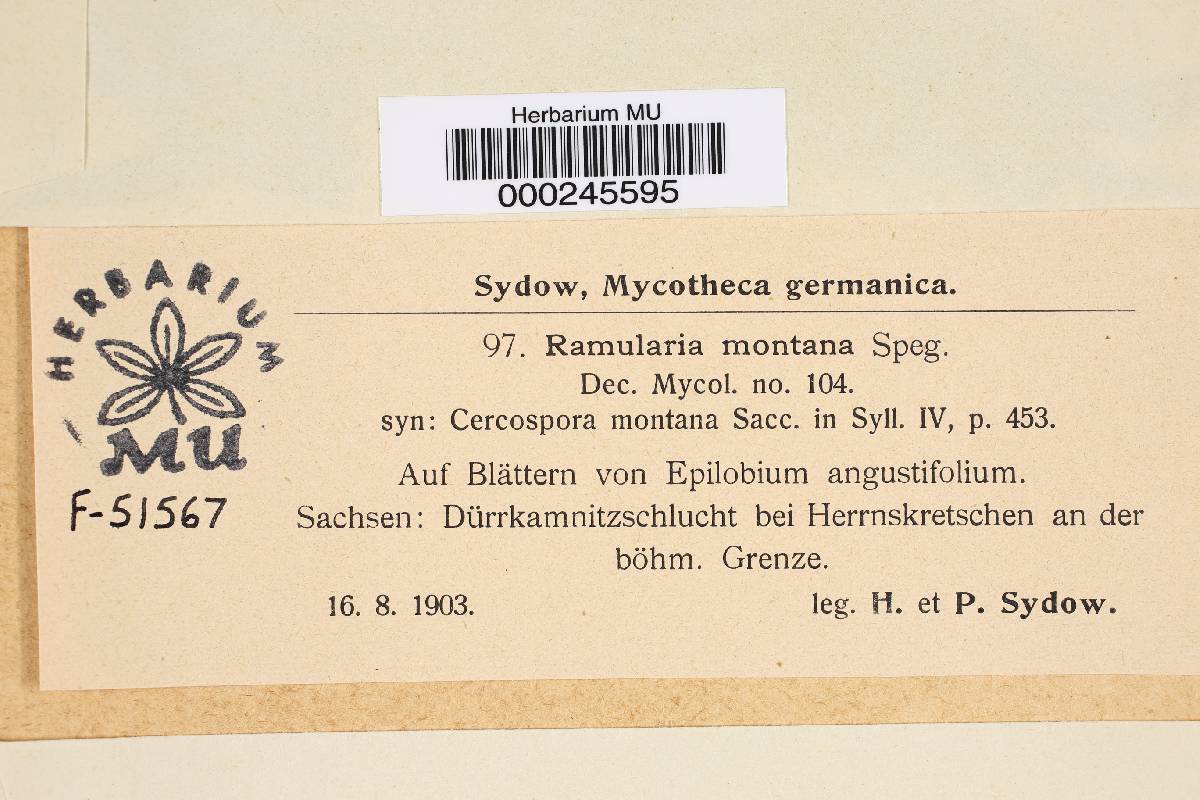 Herbarium MU
000245595
HERBARIUM
MU
F-51567
Sydow, Mycotheca germanica.
97. Ramularia montana Speg.
Dec. Mycol. no. 104.
syn: Cercospora montana Sacc. in Syll. IV, p. 453.
Auf Blättern von Epilobium angustifolium.
Sachsen: Dürrkamnitzschlucht bei Herrnskretschen an der
böhm. Grenze.
16. 8. 1903. leg. H. et P. Sydow.